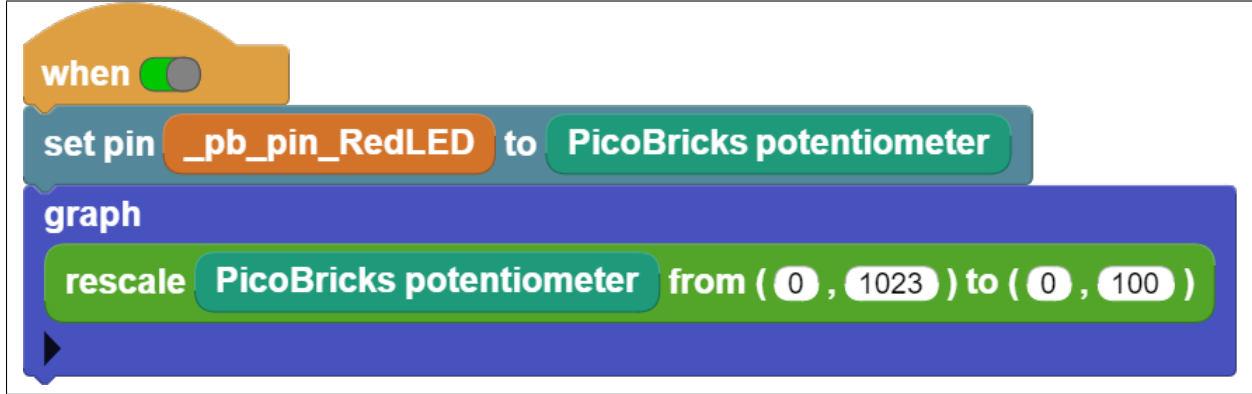 when
set pin _pb_pin_RedLED to PicoBricks potentiometer
graph
rescale PicoBricks potentiometer from ( 0 , 1023 ) to ( 0 , 100 )